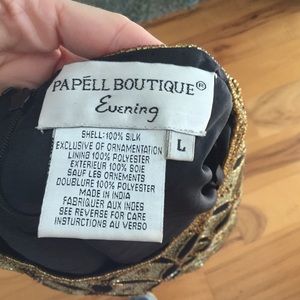 PAPÉLL BOUTIQUE®
Evening
L
SHELL: 100% SILK
EXCLUSIVE OF ORNAMENTATION
LINING 100% POLYESTER
EXTERIEUR 100% SOIE
SAUF LES ORNEMENTS
DOUBLURE 100% POLYESTER
MADE IN INDIA
FABRIQUER AUX INDES
SEE REVERSE FOR CARE
INSTRUCTIONS AU VERSO